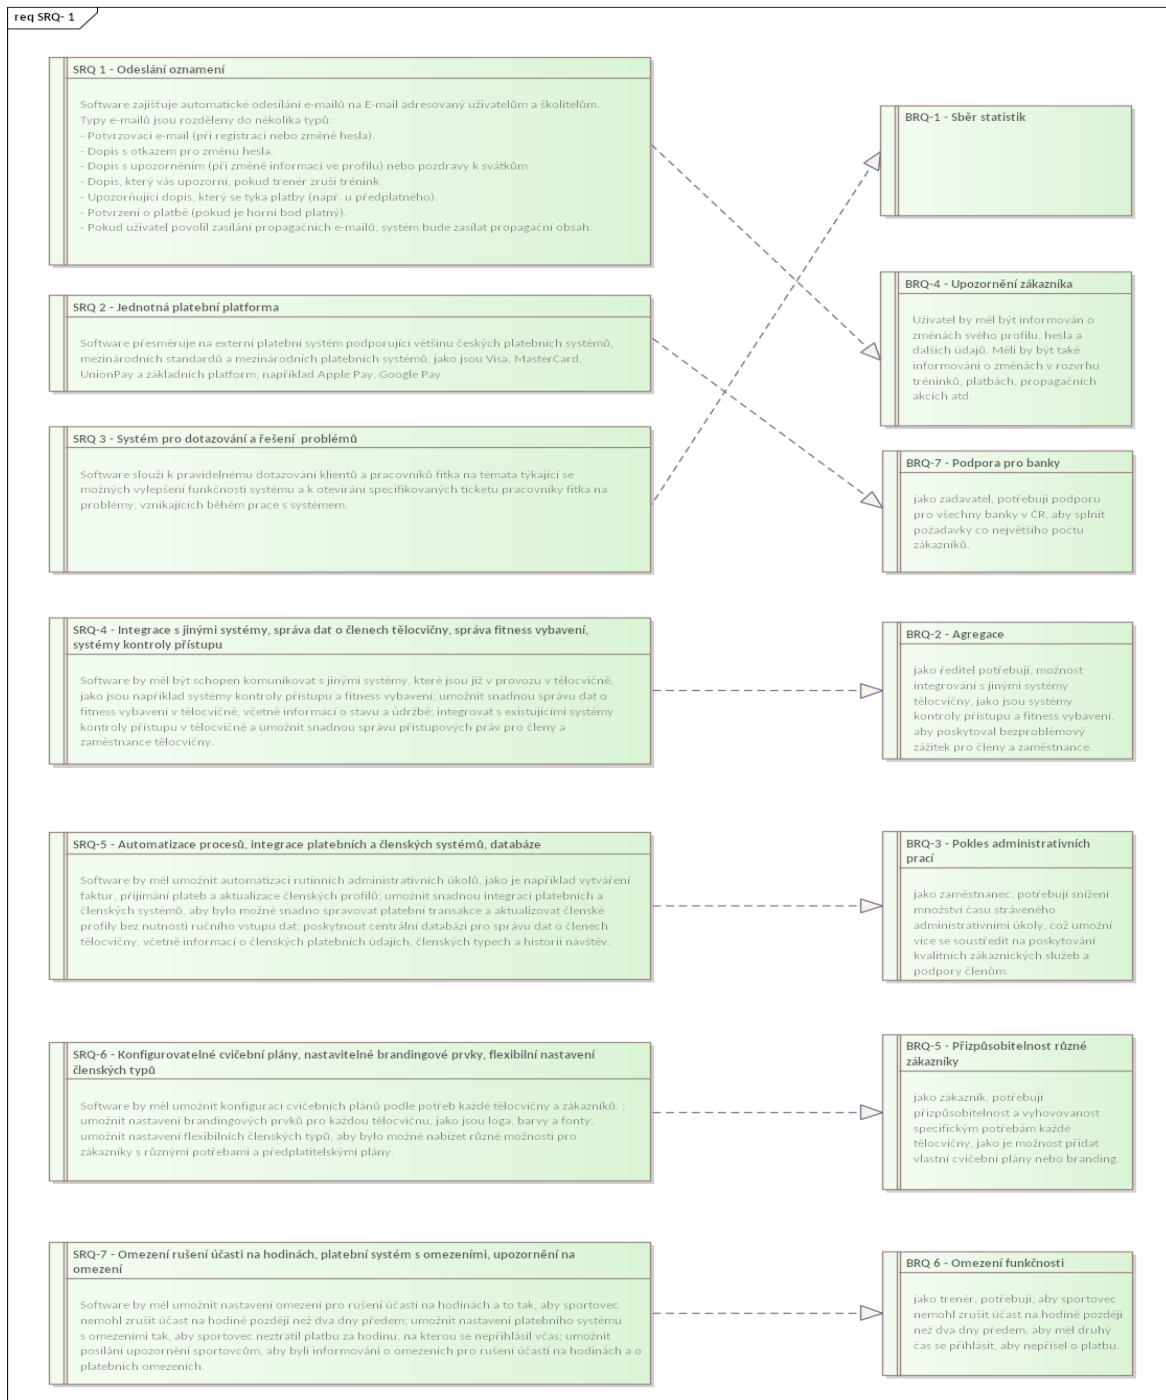 req SRQ- 1
SRQ 1 - Odeslání oznamení
Software zajišťuje automatické odesílání e-mailů na E-mail adresovaný uživatelům a školitelům.
Typy e-mailů jsou rozděleny do několika typů:
- Potvrzovací e-mail (při registraci nebo změně hesla).
- Dopis s otkazem pro změnu hesla.
- Dopis s upozorněním (při změně informaci ve profilu) nebo pozdravy k svátkům
- Dopis, který vás upozorní, pokud trenér zruší trénink.
- Upozorňující dopis, který se tyka platby (např. u předplatného).
- Potvrzení o platbě (pokud je horní bod platný).
- Pokud uživatel povolil zasílání propagačních e-mailů, systém bude zasílat propagační obsah.
SRQ 2 - Jednotná platební platforma
Software přesměruje na externí platební systém podporující většinu českých platebních systémů,
mezinárodních standardů a mezinárodních platebních systémů, jako jsou Visa, MasterCard,
UnionPay a základních platform, například Apple Pay, Google Pay
SRQ 3 - Systém pro dotazování a řešení  problémů
Software slouží k pravidelnému dotazování klientů a pracovníků fitka na témata týkající se
možných vylepšení funkčnosti systému a k otevírání specifikovaných ticketu pracovníky fitka na
problémy, vznikajících během prace s systémem.
SRQ-4 - Integrace s jinými systémy, správa dat o členech tělocvičny, správa fitness vybavení,
systémy kontroly přístupu
Software by měl být schopen komunikovat s jinými systémy, které jsou již v provozu v tělocvičně,
jako jsou například systémy kontroly přístupu a fitness vybavení; umožnit snadnou správu dat o
fitness vybavení v tělocvičně, včetně informací o stavu a údržbě; integrovat s existujícími systémy
kontroly přístupu v tělocvičně a umožnit snadnou správu přístupových práv pro členy a
zaměstnance tělocvičny.
SRQ-5 - Automatizace procesů, integrace platebních a členských systémů, databáze
Software by měl umožnit automatizaci rutinních administrativních úkolů, jako je například vytváření
faktur, přijímání plateb a aktualizace členských profilů; umožnit snadnou integraci platebních a
členských systémů, aby bylo možné snadno spravovat platební transakce a aktualizovat členské
profily bez nutnosti ručního vstupu dat; poskytnout centrální databázi pro správu dat o členech
tělocvičny, včetně informací o členských platebních údajích, členských typech a historii návštěv.
SRQ-6 - Konfigurovatelné cvičební plány, nastavitelné brandingové prvky, flexibilní nastavení
členských typů
Software by měl umožnit konfiguraci cvičebních plánů podle potřeb každé tělocvičny a zákazníků. ;
umožnit nastavení brandingových prvků pro každou tělocvičnu, jako jsou loga, barvy a fonty;
umožnit nastavení flexibilních členských typů, aby bylo možné nabízet různé možnosti pro
zákazníky s různými potřebami a předplatitelskými plány.
SRQ-7 - Omezení rušení účasti na hodinách, platební systém s omezeními, upozornění na
omezení
Software by měl umožnit nastavení omezení pro rušení účasti na hodinách a to tak, aby sportovec
nemohl zrušit účast na hodině později než dva dny předem; umožnit nastavení platebního systému
s omezeními tak, aby sportovec neztratil platbu za hodinu, na kterou se nepřihlásil včas; umožnit
posílání upozornění sportovcům, aby byli informováni o omezeních pro rušení účasti na hodinách a o
platebních omezeních.
BRQ-1 - Sběr statistik
BRQ-4 - Upozornění zákazníka
Uživatel by měl být informován o
změnách svého profilu, hesla a
dalších údajů. Měli by být také
informováni o změnách v rozvrhu
tréninků, platbách, propagačních
akcích atd.
BRQ-7 - Podpora pro banky
jako zadavatel, potřebují podporu
pro všechny banky v ČR, aby splnit
požadavky co největšího počtu
zákazníků.
BRQ-2 - Agregace
jako ředitel potřebuji, možnost
integrování s jinými systémy
tělocvičny, jako jsou systémy
kontroly přístupu a fitness vybavení,
aby poskytoval bezproblémový
zážitek pro členy a zaměstnance.
BRQ-3 - Pokles administrativních
prací
jako zaměstnanec, potřebují snížení
množství času stráveného
administrativními úkoly, což umožní
více se soustředit na poskytování
kvalitních zákaznických služeb a
podpory členům.
BRQ-5 - Přizpůsobitelnost různé
zákazníky
jako zákazník, potřebují
přizpůsobitelnost a vyhovovanost
specifickým potřebám každé
tělocvičny, jako je možnost přidat
vlastní cvičební plány nebo branding.
BRQ 6 - Omezení funkčnosti
jako trenér, potřebuji, aby sportovec
nemohl zrušit účast na hodině později
než dva dny předem, aby měl druhý
čas se přihlásit, aby nepřišel o platbu.